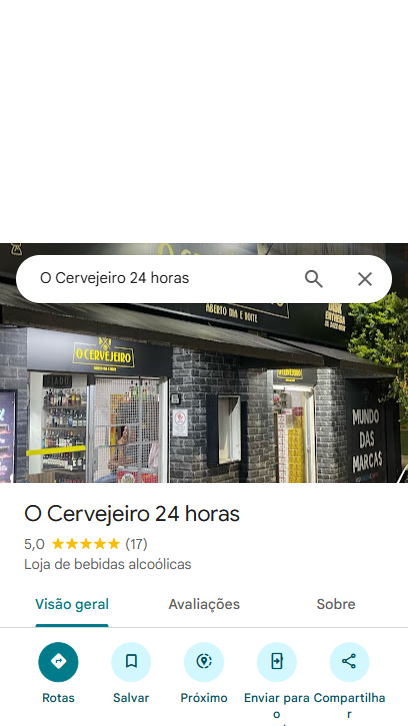 O Cervejeiro 24 horas
ABERTO DIA E NOITE
ENTREGA
O CERVEJEIRO
MUNDO
DAS
MARCAS
O Cervejeiro 24 horas
5,0 ★★★★★ (17)
Loja de bebidas alcoólicas
Visão geral Avaliações Sobre
Rotas Salvar Próximo Enviar para o Compartilhar